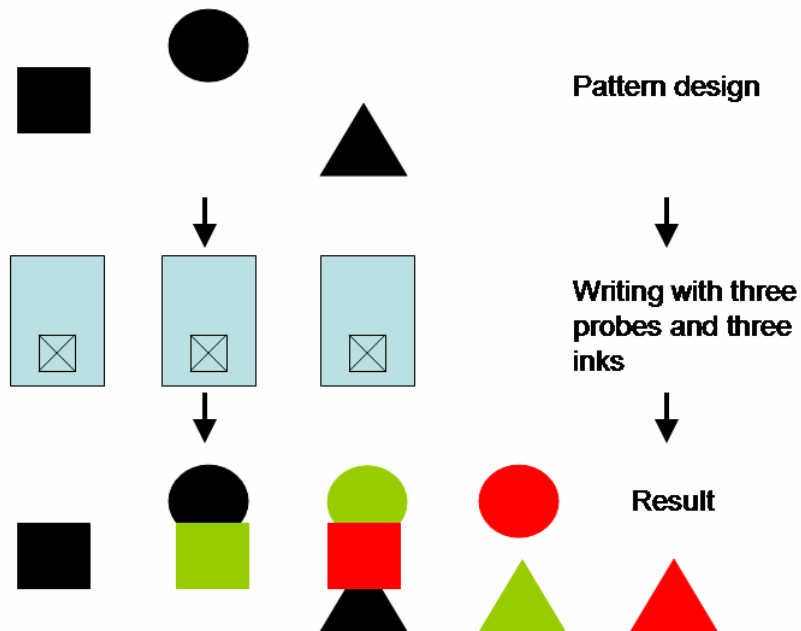 Pattern design
Writing with three
probes and three
inks
Result